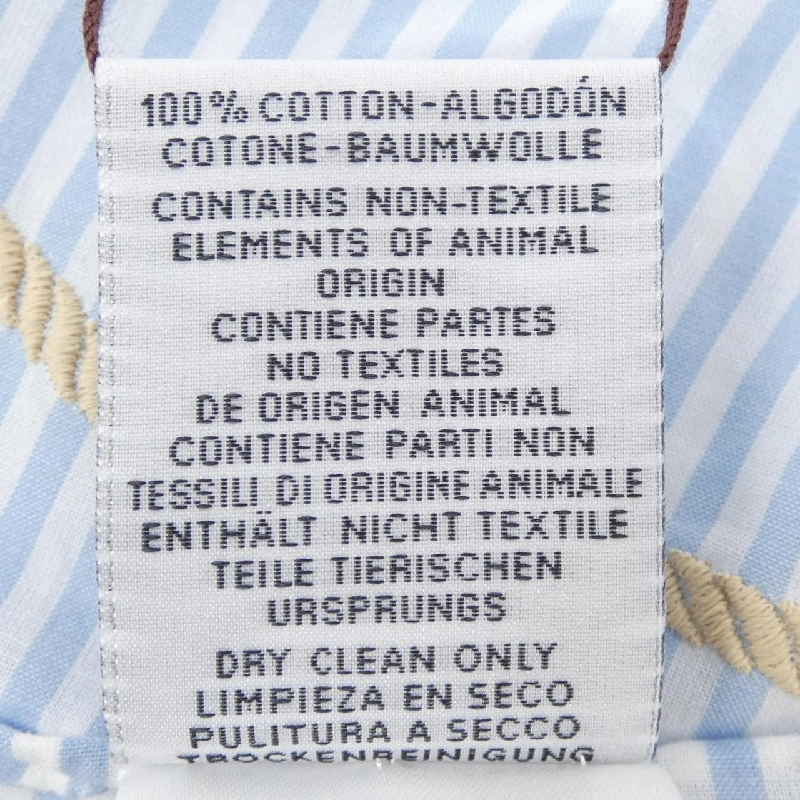 100% COTTON-ALGODÓN
COTONE-BAUMWOLLE
CONTAINS NON-TEXTILE
ELEMENTS OF ANIMAL
ORIGIN
CONTIENE PARTES
NO TEXTILES
DE ORIGEN ANIMAL
CONTIENE PARTI NON
TESSILI DI ORIGINE ANIMALE
ENTHÄLT NICHT TEXTILE
TEILE TIERISCHEN
URSPRUNGS
DRY CLEAN ONLY
LIMPIEZA EN SECO
PULITURA A SECCO
TROCKENREINIGUNG